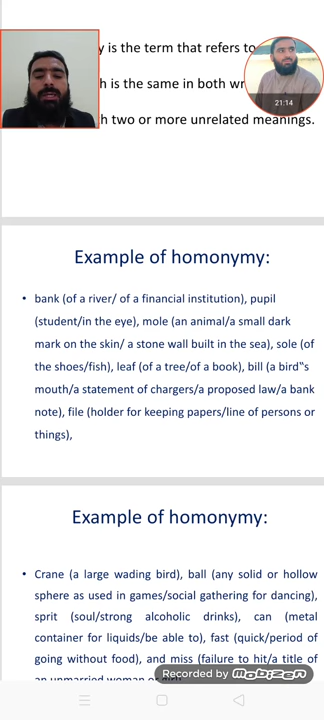 y is the term that refers to
h is the same in both wr
21:14
h two or more unrelated meanings.
Example of homonymy:
• bank (of a river/ of a financial institution), pupil
(student/in the eye), mole (an animal/a small dark
mark on the skin/ a stone wall built in the sea), sole (of
the shoes/fish), leaf (of a tree/of a book), bill (a bird‟s
mouth/a statement of chargers/a proposed law/a bank
note), file (holder for keeping papers/line of persons or
things),
Example of homonymy:
• Crane (a large wading bird), ball (any solid or hollow
sphere as used in games/social gathering for dancing),
sprit (soul/strong alcoholic drinks), can (metal
container for liquids/be able to), fast (quick/period of
going without food), and miss (failure to hit/a title of
an unmarried woman or
Recorded by mobizen